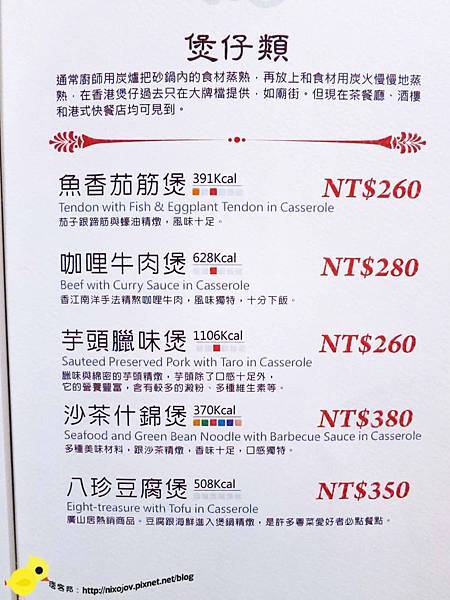 煲仔類
通常廚師用炭爐把砂鍋內的食材蒸熟，再放上和食材用炭火慢慢地蒸
熟，在香港煲仔過去只在大牌檔提供，如廟街。但現在茶餐廳、酒樓
和港式快餐店均可見到。
魚香茄筋煲 391Kcal NT$260
Tendon with Fish & Eggplant Tendon in Casserole
茄子跟蹄筋與蠔油精燉，風味十足。
咖哩牛肉煲 628Kcal NT$280
Beef with Curry Sauce in Casserole
香江南洋手法精熬咖哩牛肉，風味獨特，十分下飯。
芋頭臘味煲 1106Kcal NT$260
Sauteed Preserved Pork with Taro in Casserole
臘味與綿密的芋頭精燉，芋頭除了口感十足外，
它的營養豐富，含有較多的澱粉、多種維生素等。
沙茶什錦煲 370Kcal NT$380
Seafood and Green Bean Noodle with Barbecue Sauce in Casserole
多種美味材料，跟沙茶精燉，香味十足，口感獨特。
八珍豆腐煲 508Kcal NT$350
Eight-treasure with Tofu in Casserole
廣山居熱銷商品。豆腐跟海鮮進入煲鍋精燉，是許多粵菜愛好者必點餐點。
痞客邦：http://nixojov.pixnet.net/blog